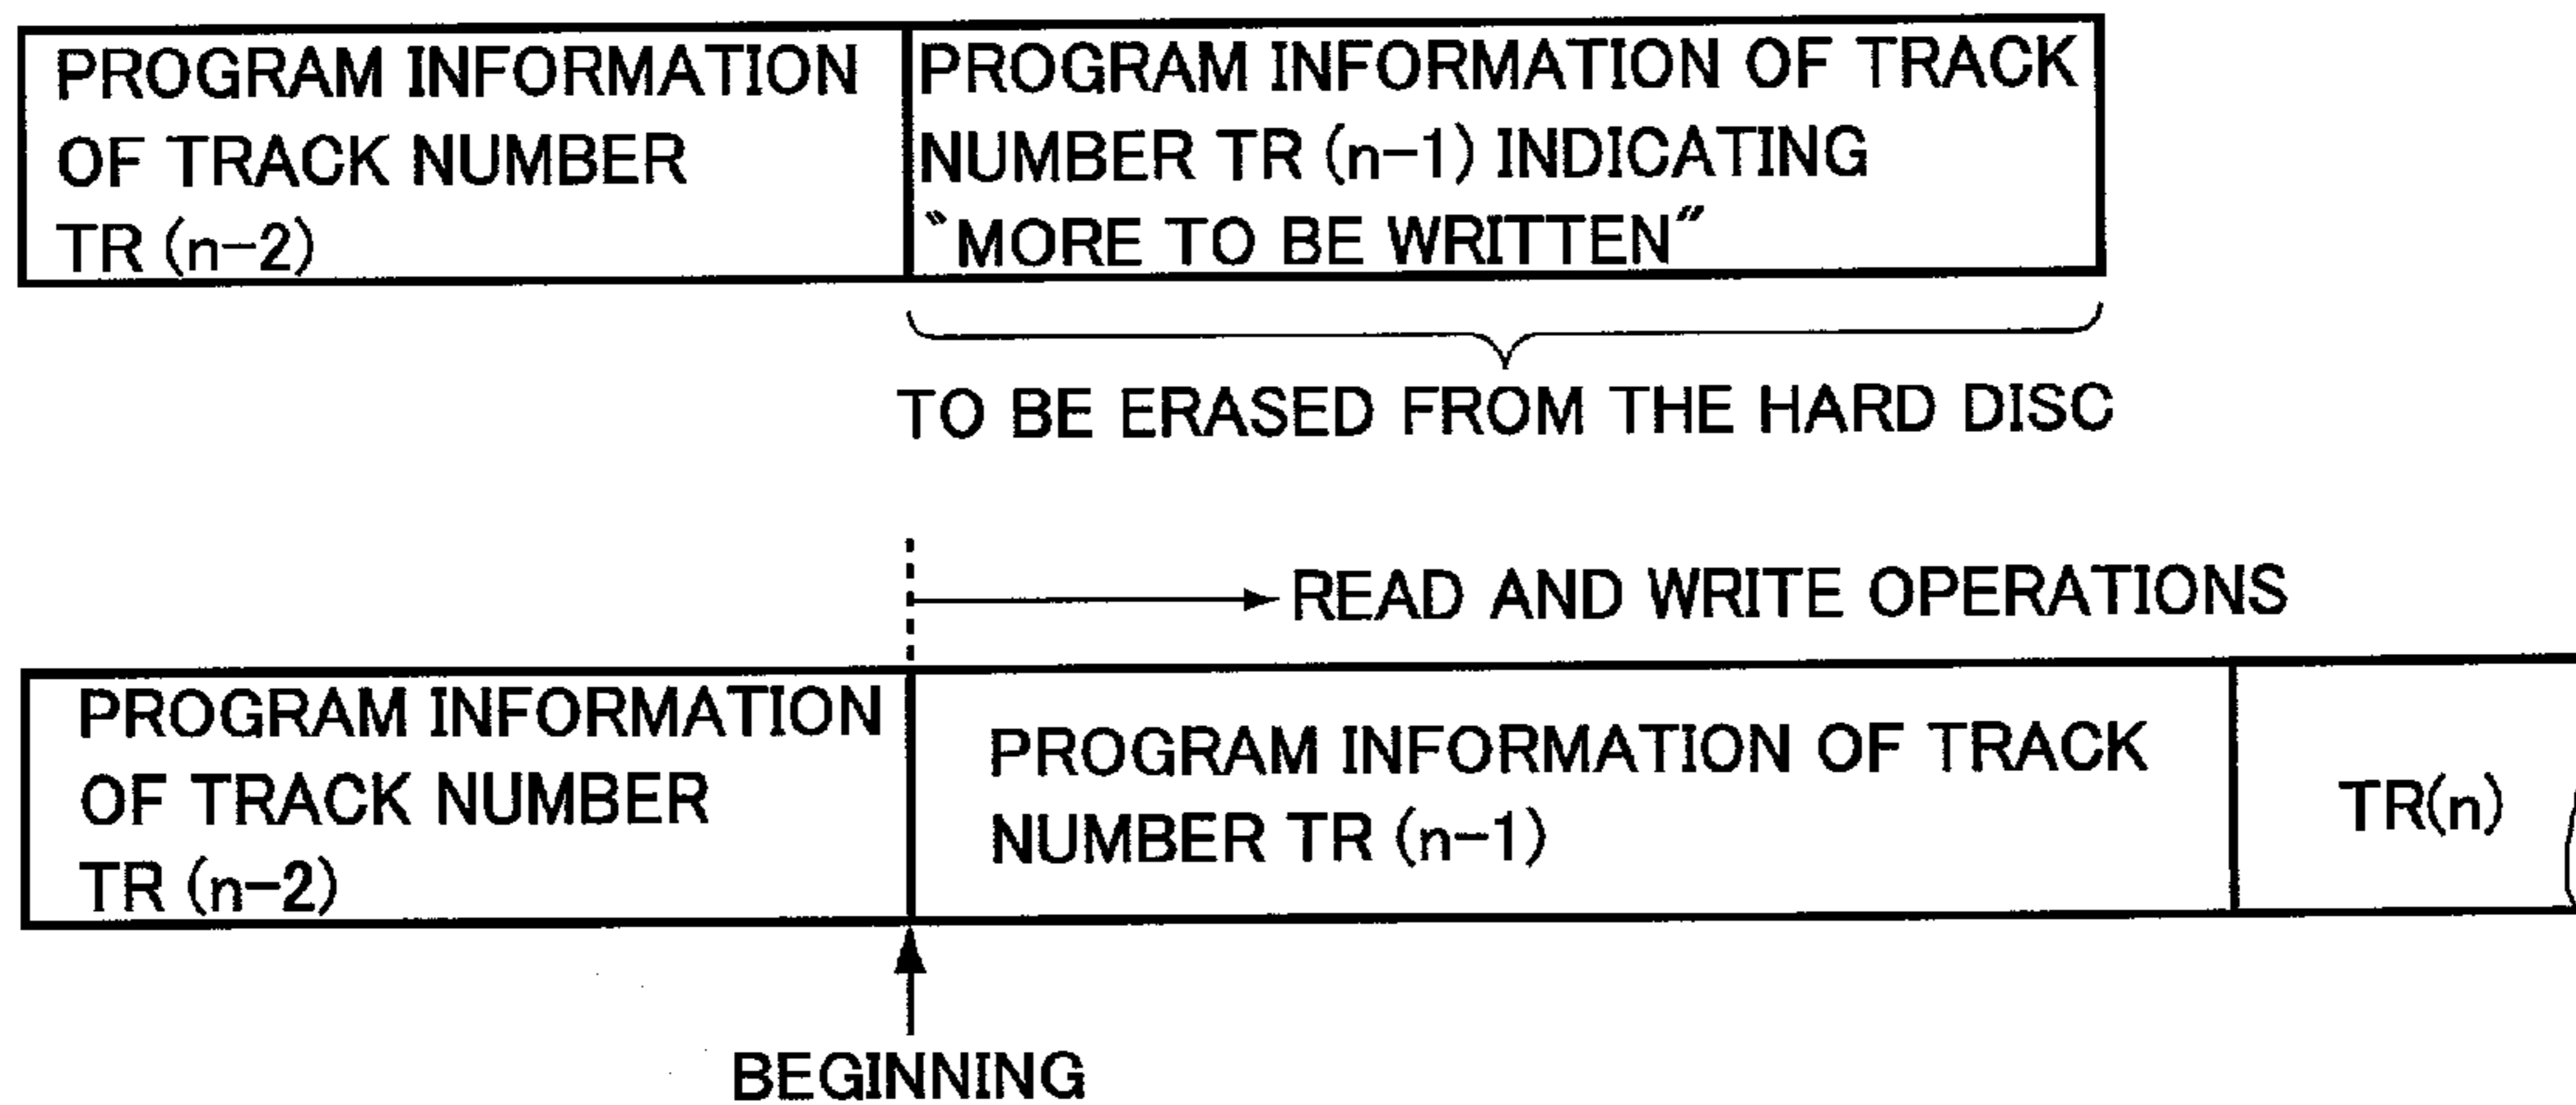 PROGRAM INFORMATION
OF TRACK NUMBER
TR (n-2)
PROGRAM INFORMATION OF TRACK
NUMBER TR (n-1) INDICATING
"MORE TO BE WRITTEN"
TO BE ERASED FROM THE HARD DISC
READ AND WRITE OPERATIONS
PROGRAM INFORMATION
OF TRACK NUMBER
TR (n-2)
PROGRAM INFORMATION OF TRACK
NUMBER TR (n-1)
TR(n)
BEGINNING